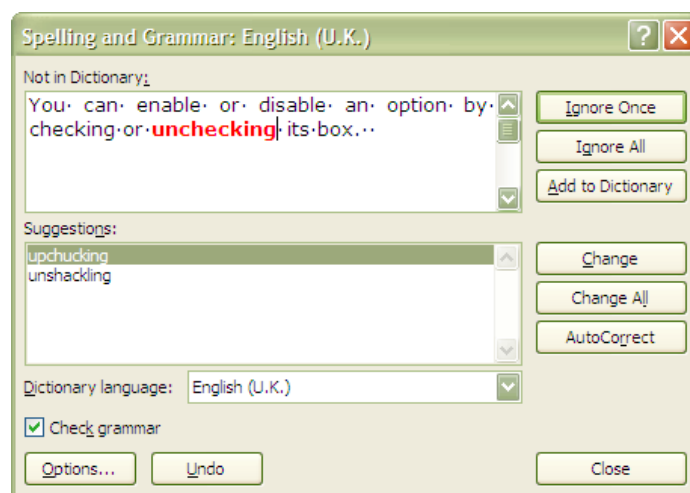 Spelling and Grammar: English (U.K.)
Not in Dictionary:
You· can· enable· or· disable· an· option· by·
checking·or·unchecking·its·box.··
Ignore Once
Ignore All
Add to Dictionary
Suggestions:
upchucking
unshackling
Change
Change All
AutoCorrect
Dictionary language: English (U.K.)
Check grammar
Options... Undo Close